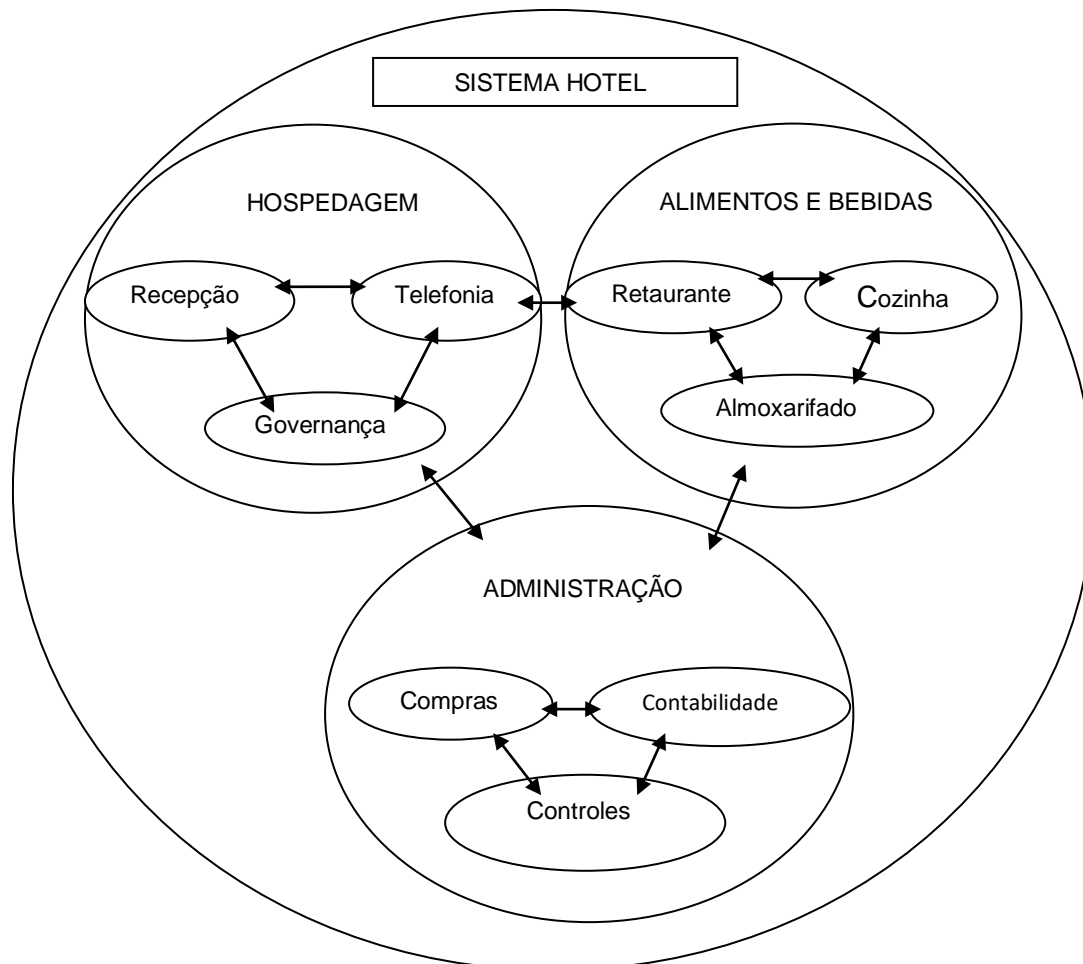 SISTEMA HOTEL
HOSPEDAGEM
Recepção
Telefonia
Governança
ALIMENTOS E BEBIDAS
Retaurante
Cozinha
Almoxarifado
ADMINISTRAÇÃO
Compras
Contabilidade
Controles